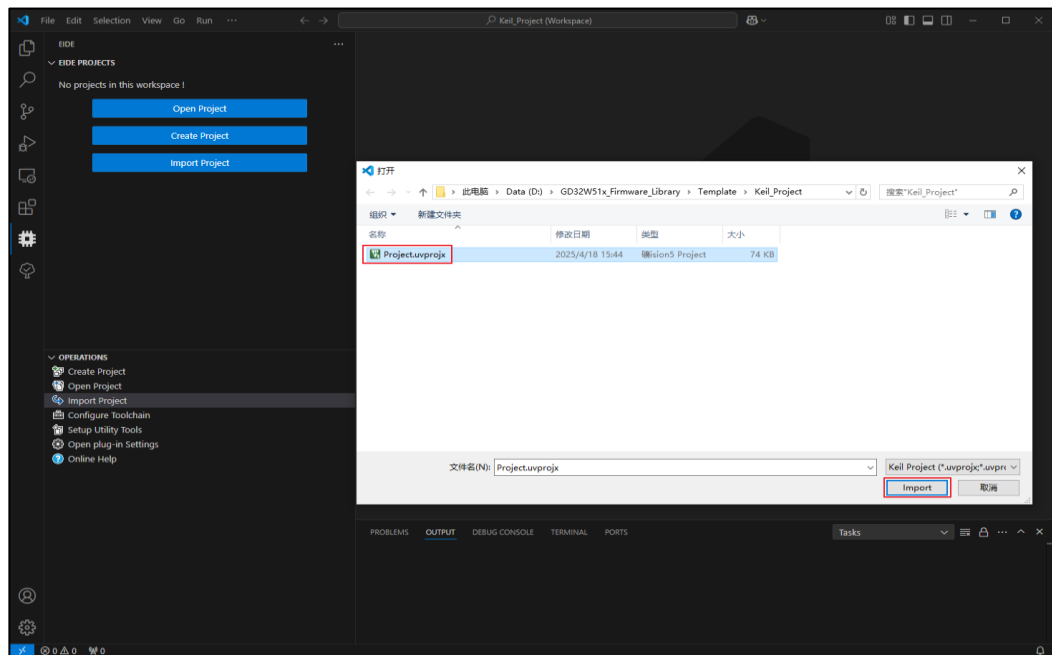 File Edit Selection View Go Run ··· Keil_Project (Workspace)
EIDE ···
EIDE PROJECTS
No projects in this workspace !
Open Project
Create Project
Import Project
打开
此电脑 > Data (D:) > GD32W51x_Firmware_Library > Template > Keil_Project 搜索"Keil_Project"
组织 新建文件夹
名称 修改日期 类型 大小
Project.uvprojx 2025/4/18 15:44 礦ision5 Project 74 KB
文件名(N): Project.uvprojx Keil Project (*.uvprojx;*.uvpro
Import 取消
OPERATIONS
Create Project
Open Project
Import Project
Configure Toolchain
Setup Utility Tools
Open plug-in Settings
Online Help
PROBLEMS OUTPUT DEBUG CONSOLE TERMINAL PORTS Tasks ···
0 0 0